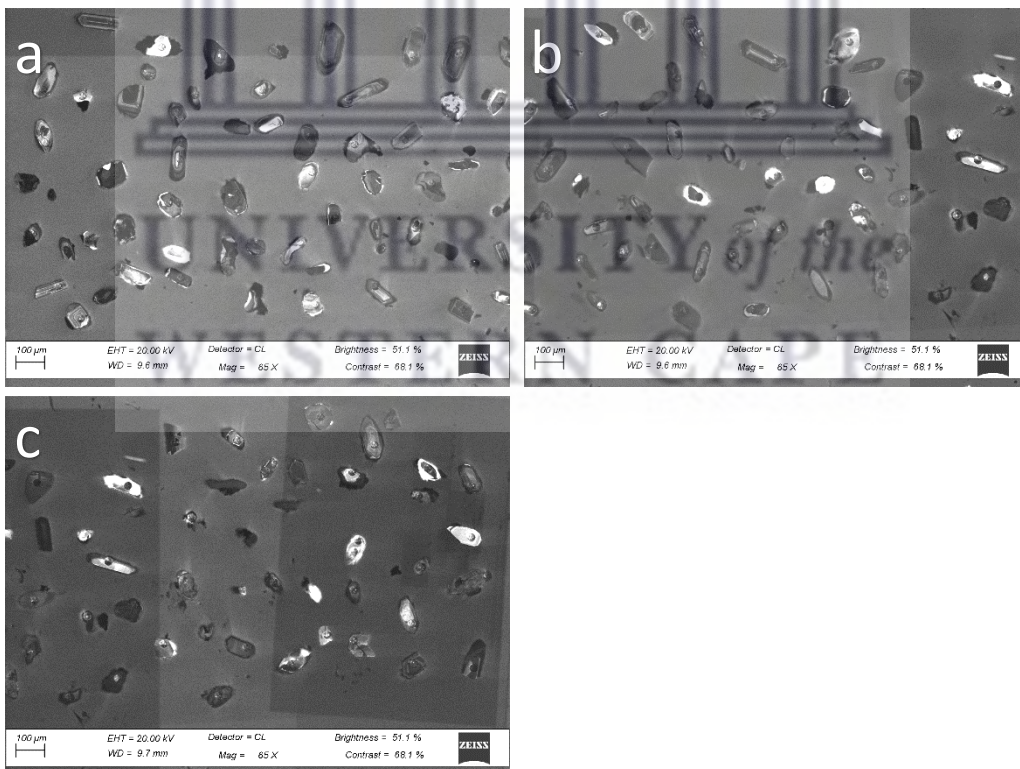 a
b
UNIVERSITY of the
WESTERN CAPE
100 µm
EHT = 20.00 kV
WD = 9.6 mm
Detector = CL
Mag = 65 X
Brightness = 51.1 %
Contrast = 68.1 %
ZEISS
100 µm
EHT = 20.00 kV
WD = 9.6 mm
Detector = CL
Mag = 65 X
Brightness = 51.1 %
Contrast = 68.1 %
ZEISS
c
100 µm
EHT = 20.00 kV
WD = 9.7 mm
Detector = CL
Mag = 65 X
Brightness = 51.1 %
Contrast = 68.1 %
ZEISS